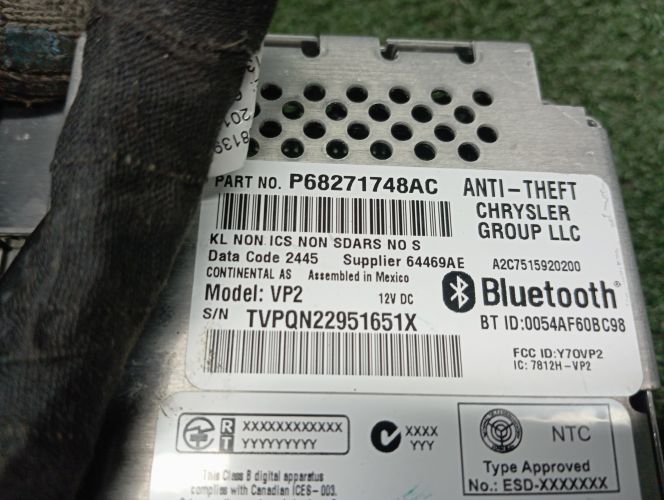 8139
201
PART NO. P68271748AC
ANTI-THEFT
CHRYSLER
GROUP LLC
KL NON ICS NON SDARS NO S
Data Code 2445 Supplier 64469AE
A2C7515920200
CONTINENTAL AS Assembled in Mexico
Model: VP2 12V DC
Bluetooth®
S/N TVPQN22951651X
BT ID:0054AF60BC98
FCC ID:Y7OVP2
IC: 7812H-VP2
R XXXXXXXXXXXX
T YYYYYYYYY
XXXX
YYY
NTC
Type Approved
No.: ESD-XXXXXXX
This Class B digital apparatus
complies with Canadian ICES-003.